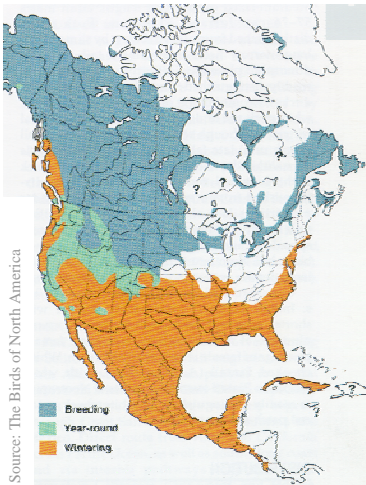 ?
? ?
?
Breeding
Year-round
Wintering
Source: The Birds of North America